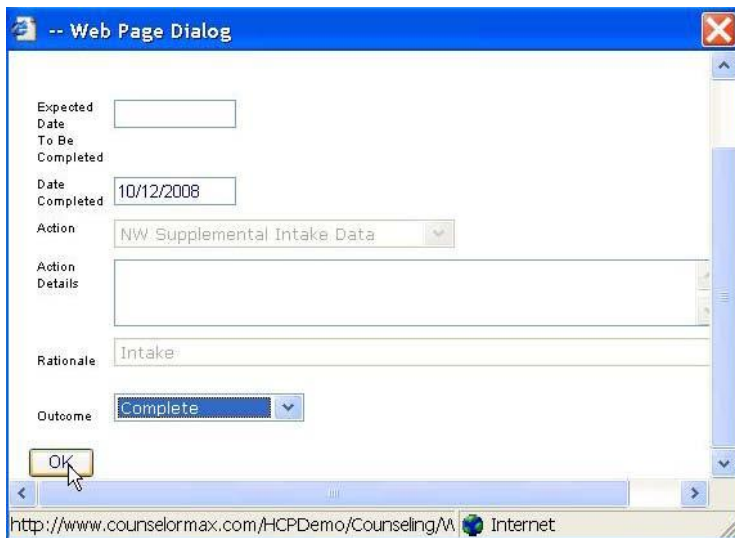 -- Web Page Dialog
Expected
Date
To Be
Completed
Date
Completed
10/12/2008
Action
NW Supplemental Intake Data
Action
Details
Rationale
Intake
Outcome
Complete
OK
http://www.counselormax.com/HCPDemo/Counseling/W
Internet